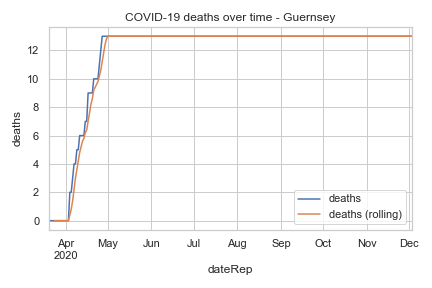 COVID-19 deaths over time - Guernsey
deaths
12
10
8
6
4
2
0
deaths
deaths (rolling)
Apr May Jun Jul Aug Sep Oct Nov Dec
2020
dateRep